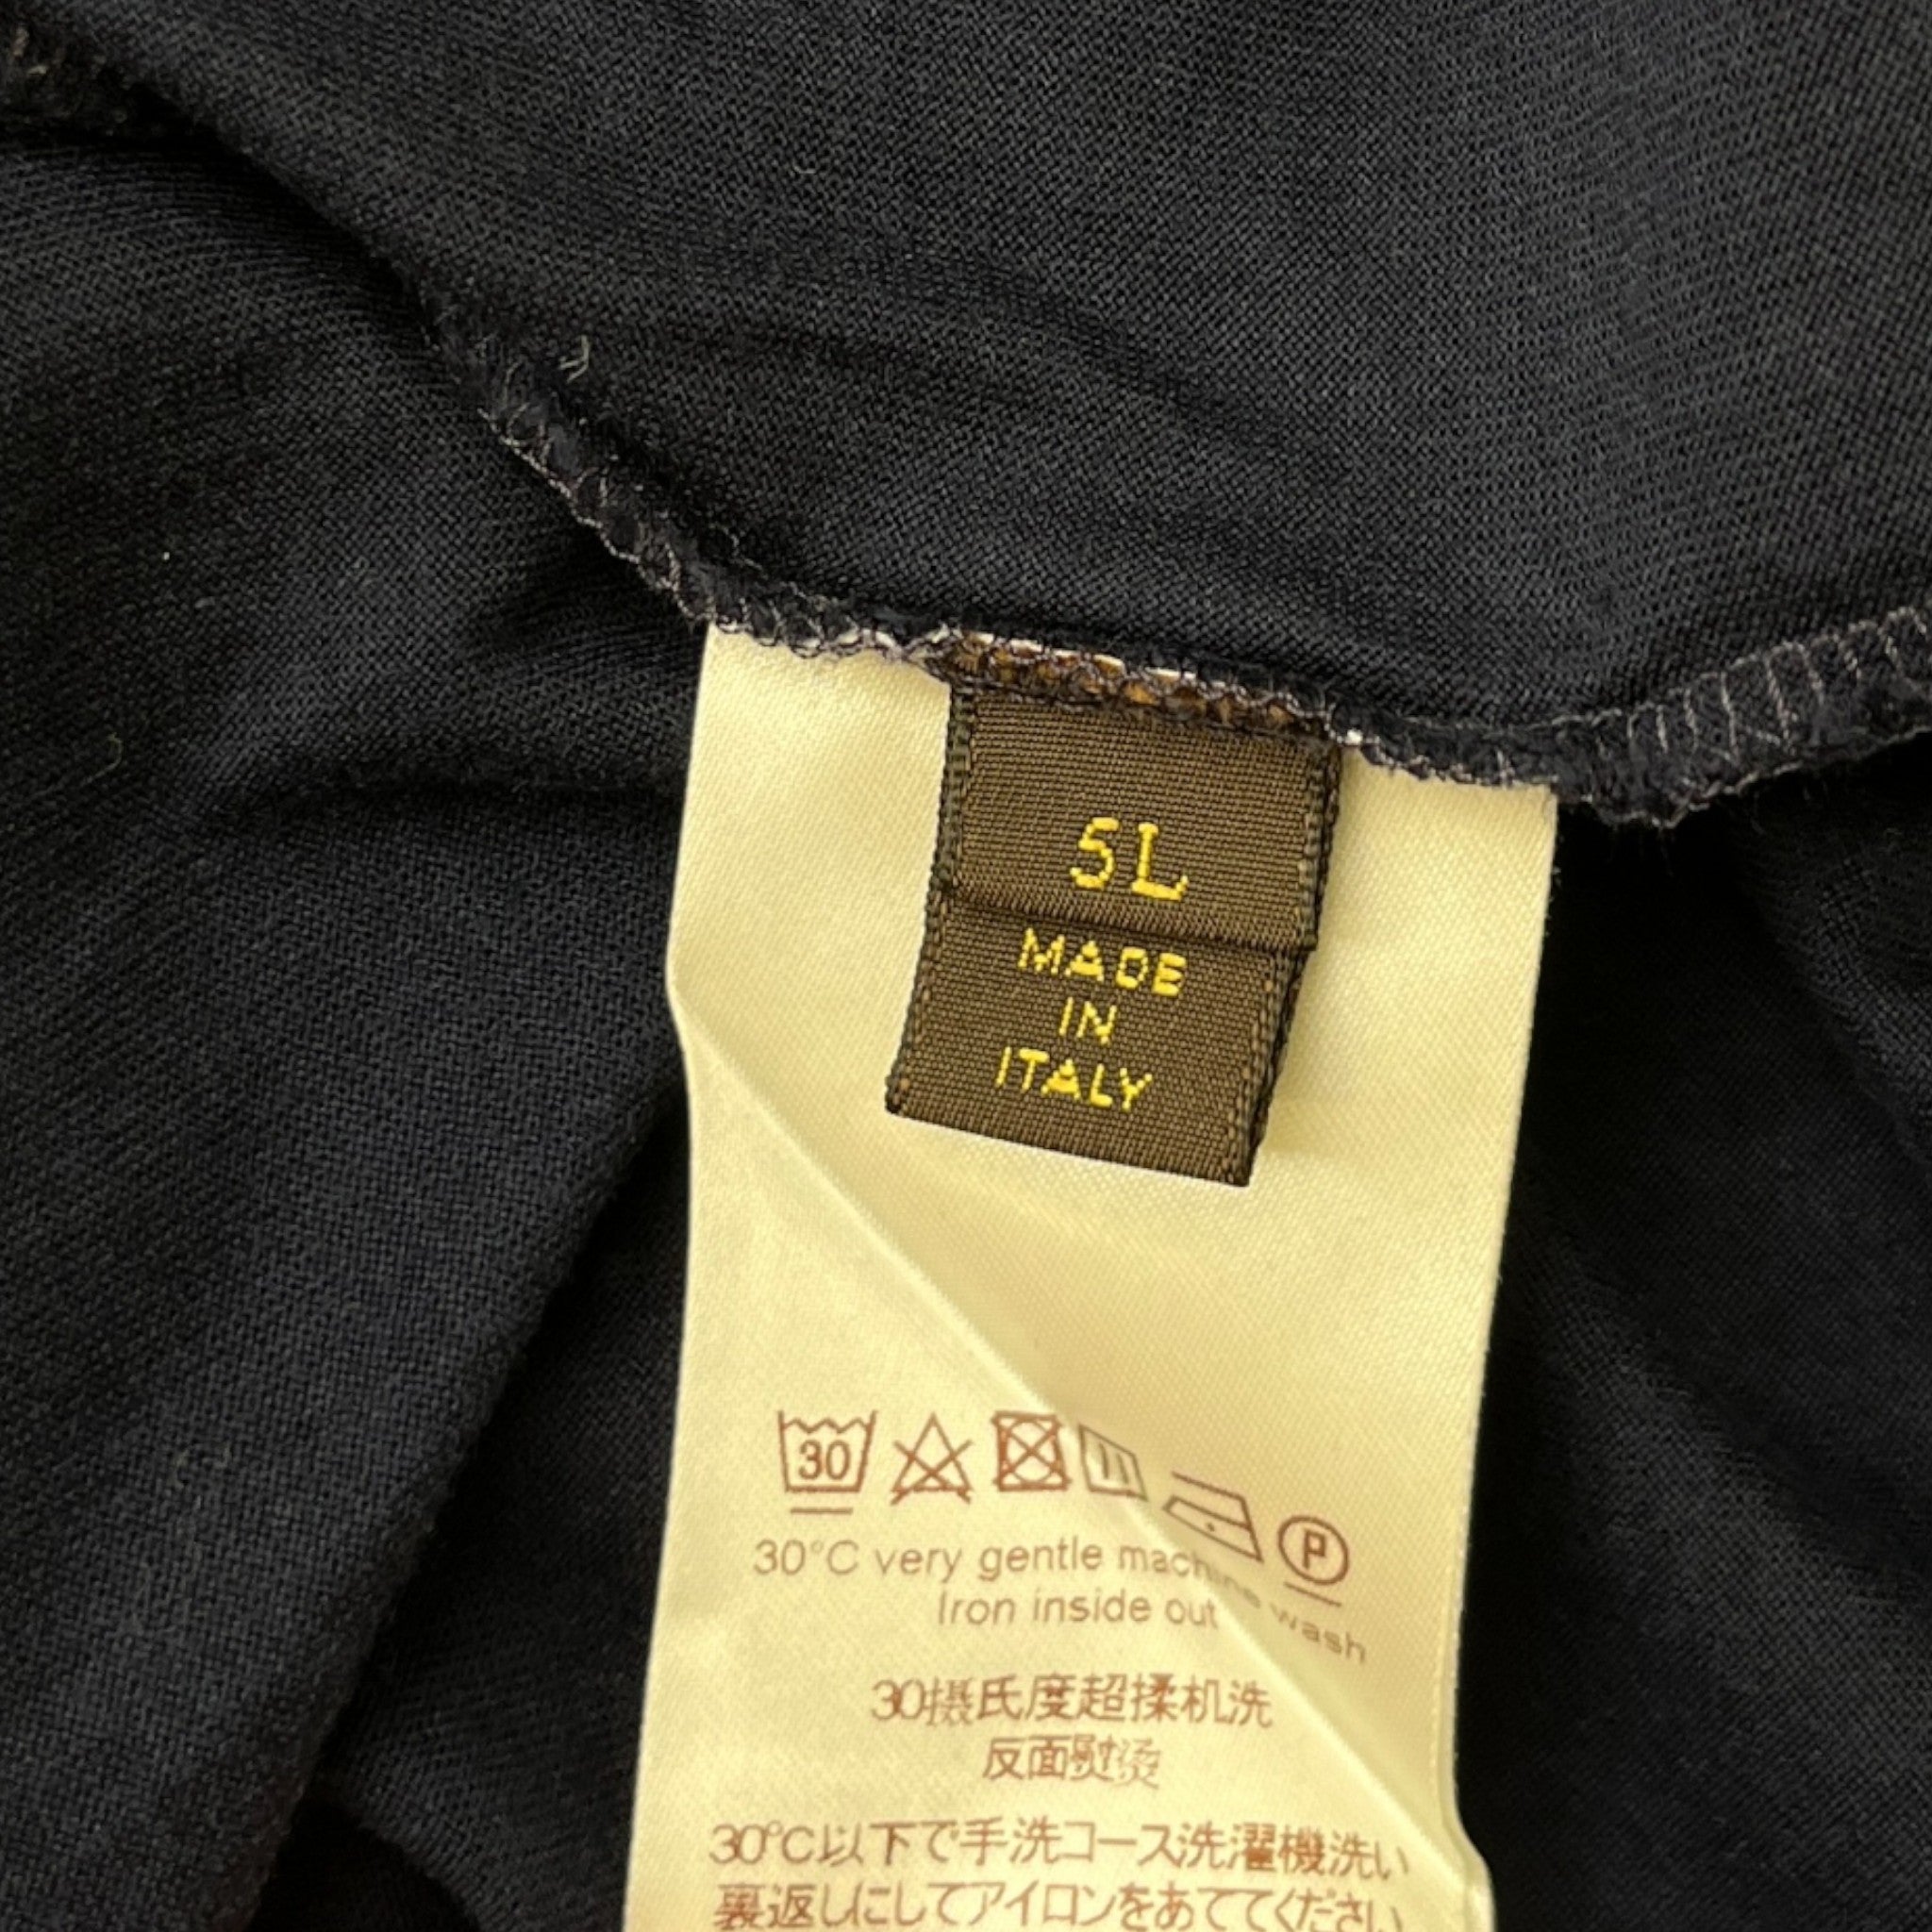 5L
MADE
IN
ITALY
30
P
30°C very gentle machine wash
Iron inside out
30摄氏度超揉机洗
反面熨烫
30℃以下で手洗コース洗濯機洗い
裏返しにしてアイロンをあててください